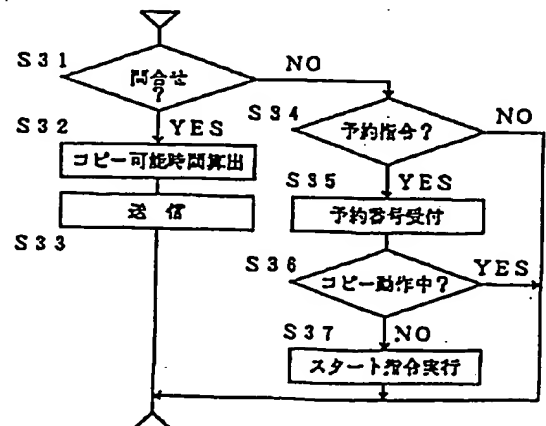 S31
問合せ
?
NO
S32
YES
コピー可能時間算出
送 信
S33
S34
予約指令?
NO
S35
YES
予約番号受付
S36
コピー動作中?
YES
S37
NO
スタート指令実行